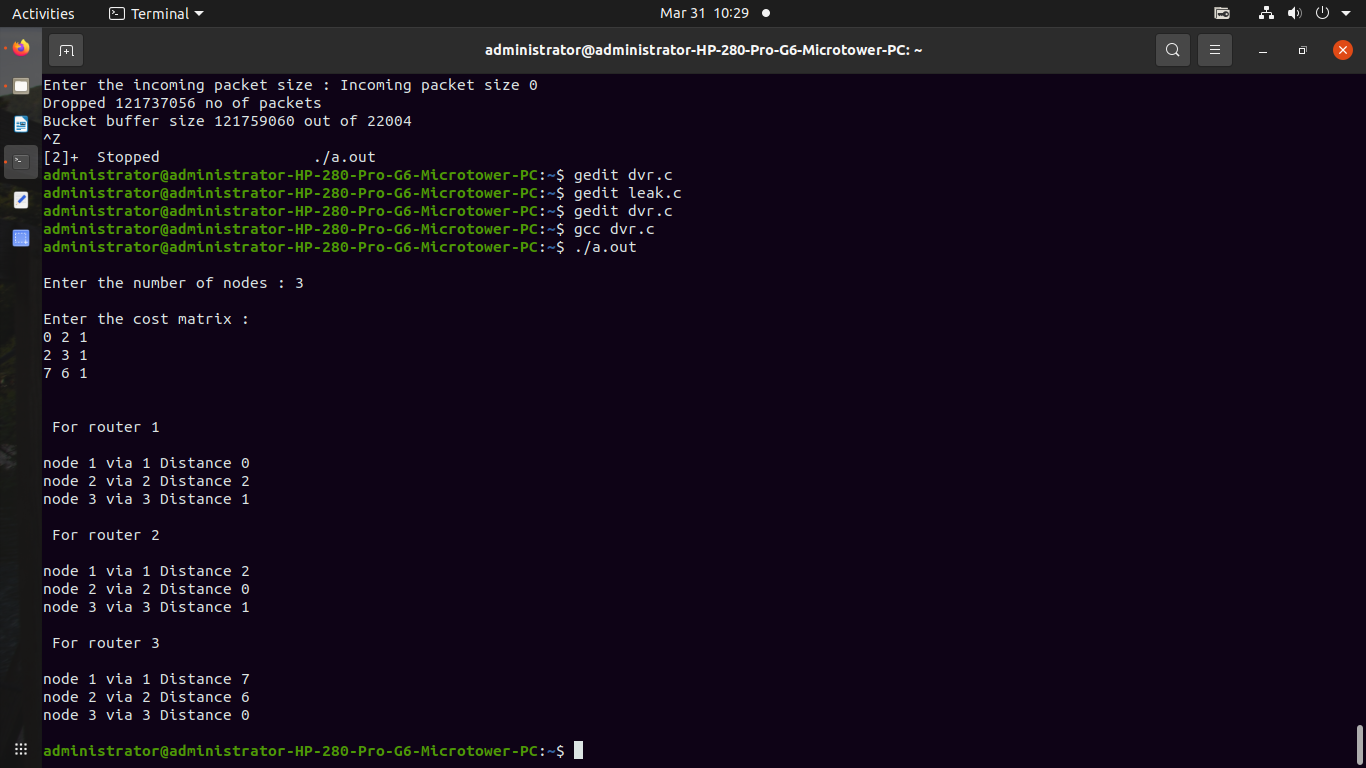 Activities Terminal Mar 31 10:29
administrator@administrator-HP-280-Pro-G6-Microtower-PC: ~
Enter the incoming packet size : Incoming packet size 0
Dropped 121737056 no of packets
Bucket buffer size 121759060 out of 22004
^Z
[2]+  Stopped                 ./a.out
administrator@administrator-HP-280-Pro-G6-Microtower-PC:~$ gedit dvr.c
administrator@administrator-HP-280-Pro-G6-Microtower-PC:~$ gedit leak.c
administrator@administrator-HP-280-Pro-G6-Microtower-PC:~$ gedit dvr.c
administrator@administrator-HP-280-Pro-G6-Microtower-PC:~$ gcc dvr.c
administrator@administrator-HP-280-Pro-G6-Microtower-PC:~$ ./a.out
Enter the number of nodes : 3
Enter the cost matrix :
0 2 1
2 3 1
7 6 1
For router 1
node 1 via 1 Distance 0
node 2 via 2 Distance 2
node 3 via 3 Distance 1
For router 2
node 1 via 1 Distance 2
node 2 via 2 Distance 0
node 3 via 3 Distance 1
For router 3
node 1 via 1 Distance 7
node 2 via 2 Distance 6
node 3 via 3 Distance 0
administrator@administrator-HP-280-Pro-G6-Microtower-PC:~$